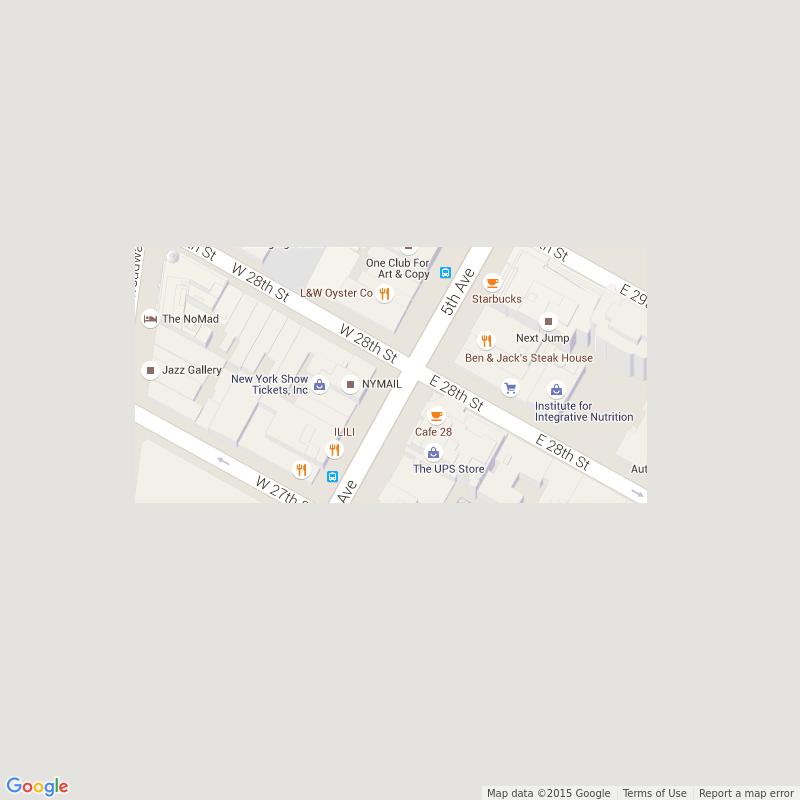 th St
W 28th St
One Club For
Art & Copy
5th Ave
E 29
L&W Oyster Co
Starbucks
The NoMad
W 28th St
Next Jump
Ben & Jack's Steak House
Jazz Gallery
New York Show
Tickets, Inc
NYMAIL
E 28th St
Institute for
Integrative Nutrition
ILILI
Cafe 28
E 28th St
The UPS Store
Aut
W 27th S
Ave
Google
Map data ©2015 Google
Terms of Use
Report a map error